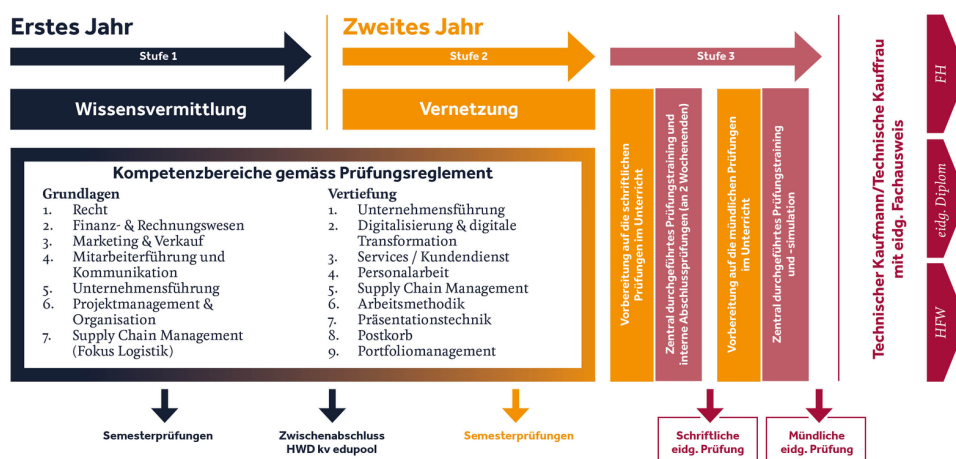 Erstes Jahr
Zweites Jahr
Stufe 1
Stufe 2
Stufe 3
Wissensvermittlung
Vernetzung
Kompetenzbereiche gemäss Prüfungsreglement
Grundlagen
1. Recht
2. Finanz- & Rechnungswesen
3. Marketing & Verkauf
4. Mitarbeiterführung und
Kommunikation
5. Unternehmensführung
6. Projektmanagement &
Organisation
7. Supply Chain Management
(Fokus Logistik)
Vertiefung
1. Unternehmensführung
2. Digitalisierung & digitale
Transformation
3. Services / Kundendienst
4. Personalarbeit
5. Supply Chain Management
6. Arbeitsmethodik
7. Präsentationstechnik
8. Postkorb
9. Portfoliomanagement
Vorbereitung auf die schriftlichen
Prüfungen im Unterricht
Zentral durchgeführtes Prüfungstraining und
interne Abschlussprüfungen (an 2 Wochenenden)
Vorbereitung auf die mündlichen Prüfungen
im Unterricht
Zentral durchgeführtes Prüfungstraining
und -simulation
Technischer Kaufmann/Technische Kauffrau
mit eidg. Fachausweis
FH
eidg. Diplom
HFW
Semesterprüfungen
Zwischenabschluss
HWD kv edupool
Semesterprüfungen
Schriftliche
eidg. Prüfung
Mündliche
eidg. Prüfung